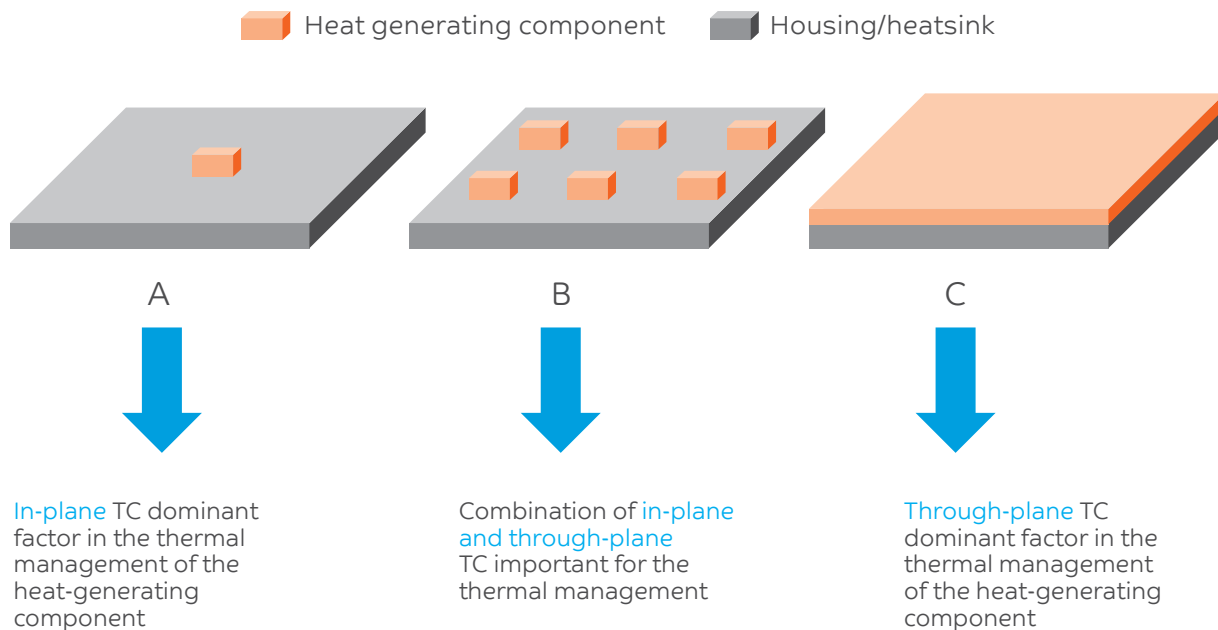 Heat generating component
Housing/heatsink
A
B
C
In-plane TC dominant
factor in the thermal
management of the
heat-generating
component
Combination of in-plane
and through-plane
TC important for the
thermal management
Through-plane TC
dominant factor in the
thermal management
of the heat-generating
component